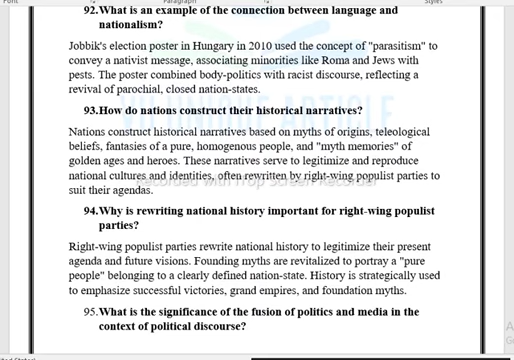 Font
Paragraph
Styles
92.What is an example of the connection between language and
nationalism?
Jobbik's election poster in Hungary in 2010 used the concept of "parasitism" to
convey a nativist message, associating minorities like Roma and Jews with
pests. The poster combined body-politics with racist discourse, reflecting a
revival of parochial, closed nation-states.
93.How do nations construct their historical narratives?
Nations construct historical narratives based on myths of origins, teleological
beliefs, fantasies of a pure, homogenous people, and "myth memories" of
golden ages and heroes. These narratives serve to legitimize and reproduce
national cultures and identities, often rewritten by right-wing populist parties to
suit their agendas.
Recorded with iTop Screen Recorder
94.Why is rewriting national history important for right-wing populist
parties?
Right-wing populist parties rewrite national history to legitimize their present
agenda and future visions. Founding myths are revitalized to portray a "pure
people" belonging to a clearly defined nation-state. History is strategically used
to emphasize successful victories, grand empires, and foundation myths.
95.What is the significance of the fusion of politics and media in the
context of political discourse?